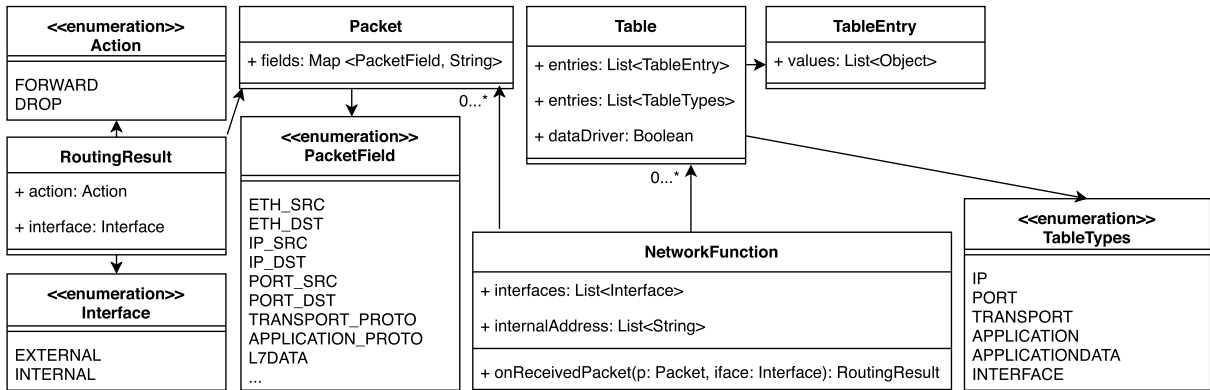 <<enumeration>>
Action
FORWARD
DROP
RoutingResult
+ action: Action
+ interface: Interface
<<enumeration>>
Interface
EXTERNAL
INTERNAL
Packet
+ fields: Map <PacketField, String>
0...*
<<enumeration>>
PacketField
ETH_SRC
ETH_DST
IP_SRC
IP_DST
PORT_SRC
PORT_DST
TRANSPORT_PROTO
APPLICATION_PROTO
L7DATA
...
Table
+ entries: List<TableEntry>
+ entries: List<TableTypes>
+ dataDriver: Boolean
0...*
TableEntry
+ values: List<Object>
NetworkFunction
+ interfaces: List<Interface>
+ internalAddress: List<String>
+ onReceivedPacket(p: Packet, iface: Interface): RoutingResult
<<enumeration>>
TableTypes
IP
PORT
TRANSPORT
APPLICATION
APPLICATIONDATA
INTERFACE